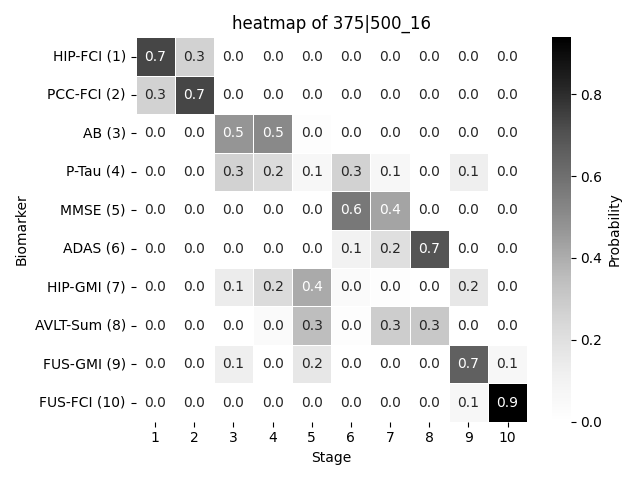 heatmap of 375|500_16
HIP-FCI (1) 0.7 0.3 0.0 0.0 0.0 0.0 0.0 0.0 0.0 0.0
PCC-FCI (2) 0.3 0.7 0.0 0.0 0.0 0.0 0.0 0.0 0.0 0.0
AB (3) 0.0 0.0 0.5 0.5 0.0 0.0 0.0 0.0 0.0 0.0
P-Tau (4) 0.0 0.0 0.3 0.2 0.1 0.3 0.1 0.0 0.1 0.0
MMSE (5) 0.0 0.0 0.0 0.0 0.0 0.6 0.4 0.0 0.0 0.0
ADAS (6) 0.0 0.0 0.0 0.0 0.0 0.1 0.2 0.7 0.0 0.0
HIP-GMI (7) 0.0 0.0 0.1 0.2 0.4 0.0 0.0 0.0 0.2 0.0
AVLT-Sum (8) 0.0 0.0 0.0 0.0 0.3 0.0 0.3 0.3 0.0 0.0
FUS-GMI (9) 0.0 0.0 0.1 0.0 0.2 0.0 0.0 0.0 0.7 0.1
FUS-FCI (10) 0.0 0.0 0.0 0.0 0.0 0.0 0.0 0.0 0.1 0.9
1 2 3 4 5 6 7 8 9 10
Stage
Biomarker
0.8
0.6
0.4
0.2
0.0
Probability